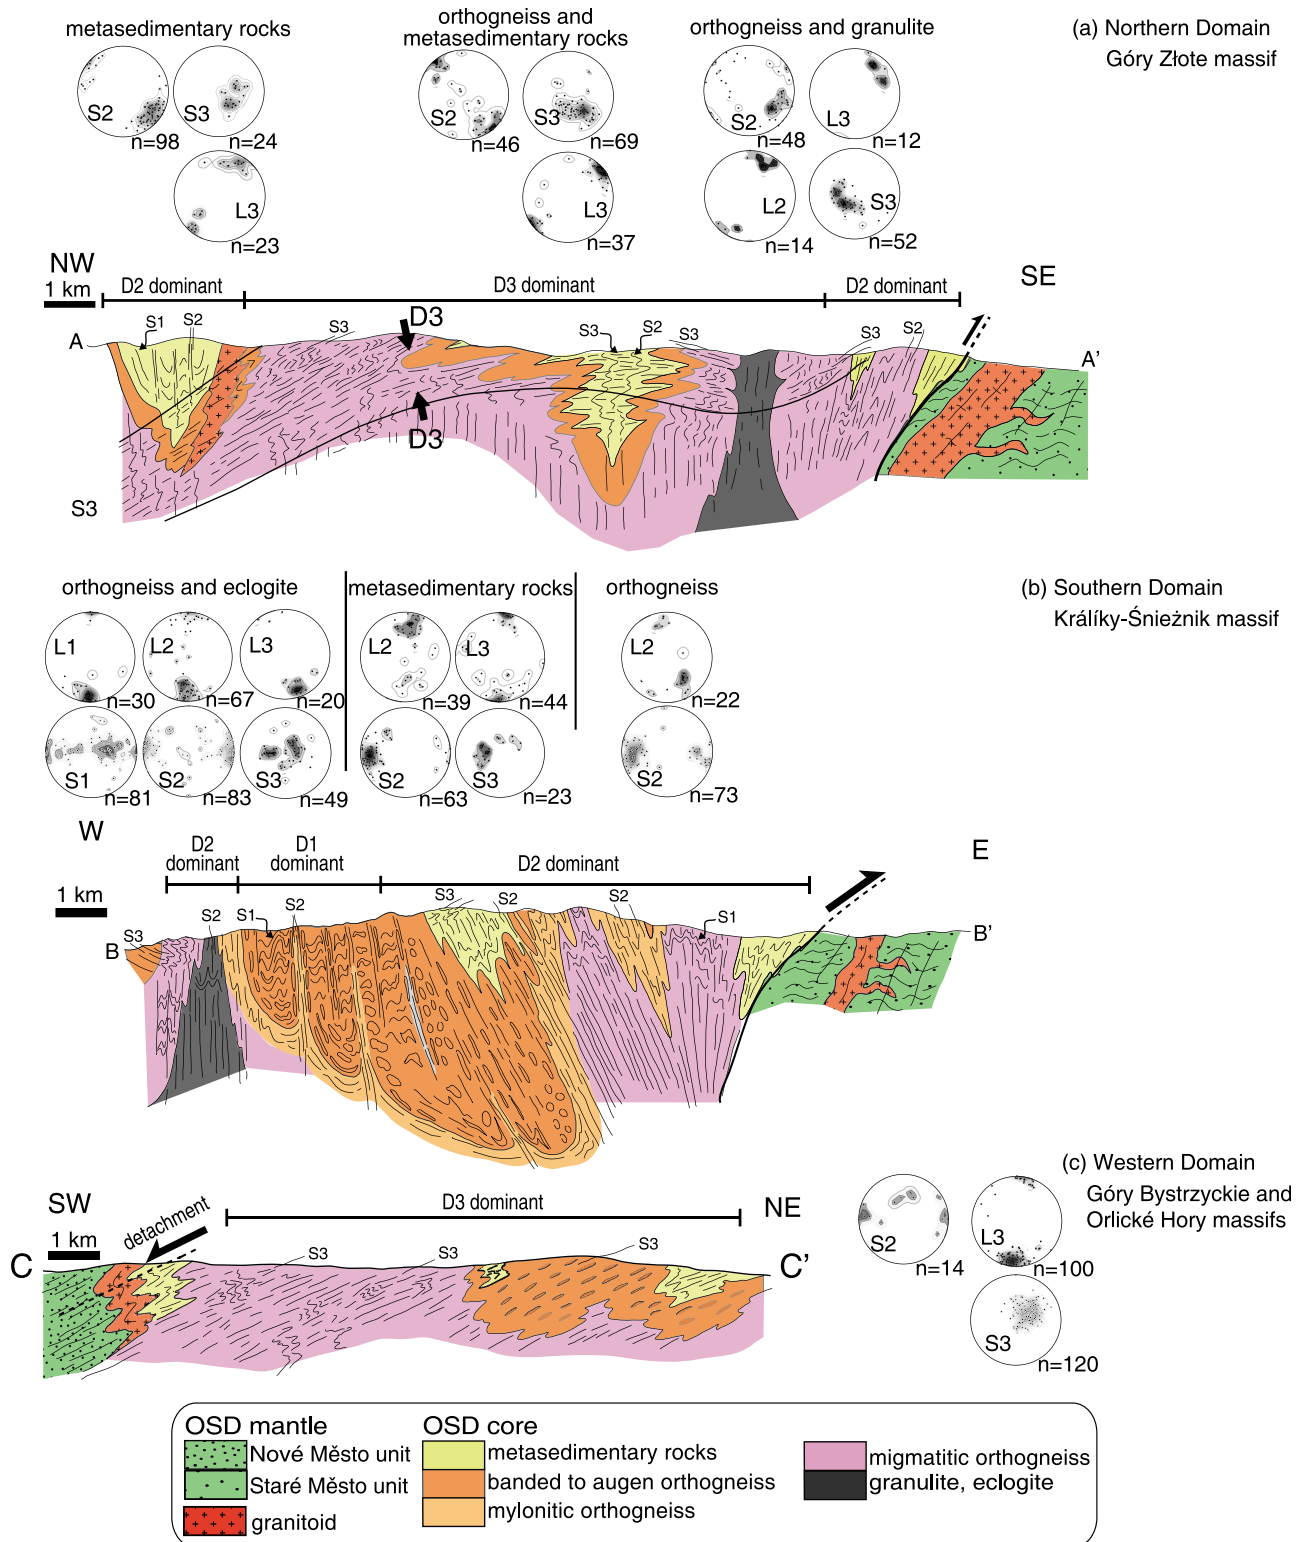 metasedimentary rocks
orthogneiss and
metasedimentary rocks
orthogneiss and granulite
(a) Northern Domain
Góry Złote massif
S2
n=98
S3
n=24
S2
n=46
S3
n=69
S2
n=48
L3
n=12
L3
n=23
L3
n=37
L2
n=14
S3
n=52
NW
SE
1 km
D2 dominant
D3 dominant
D2 dominant
A
S1
S2
S3
D3
S3
S2
S3
S3
S2
A'
D3
S3
orthogneiss and eclogite
metasedimentary rocks
orthogneiss
(b) Southern Domain
Králíky-Śnieżnik massif
L1
n=30
L2
n=67
L3
n=20
L2
n=39
L3
n=44
L2
n=22
S1
n=81
S2
n=83
S3
n=49
S2
n=63
S3
n=23
S2
n=73
W
E
D2
dominant
D1
dominant
D2 dominant
1 km
B
S3
S2
S1
S2
S3
S2
S2
S1
B'
(c) Western Domain
Góry Bystrzyckie and
Orlické Hory massifs
SW
NE
1 km
detachment
D3 dominant
C
S3
S3
S3
C'
S2
n=14
L3
n=100
S3
n=120
OSD mantle
Nové Město unit
Staré Město unit
granitoid
OSD core
metasedimentary rocks
banded to augen orthogneiss
mylonitic orthogneiss
migmatitic orthogneiss
granulite, eclogite